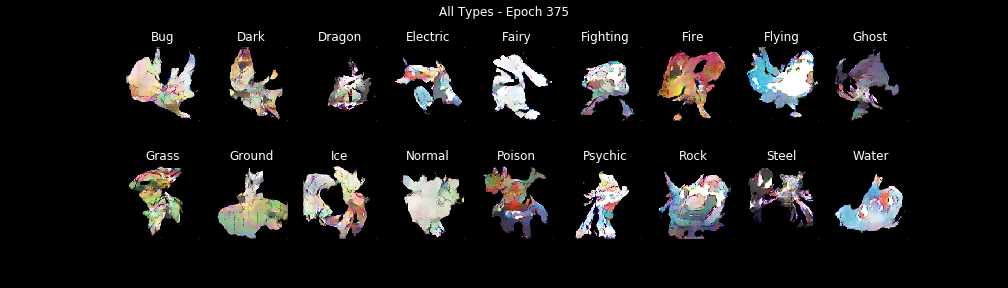 All Types - Epoch 375
Bug Dark Dragon Electric Fairy Fighting Fire Flying Ghost
Grass Ground Ice Normal Poison Psychic Rock Steel Water